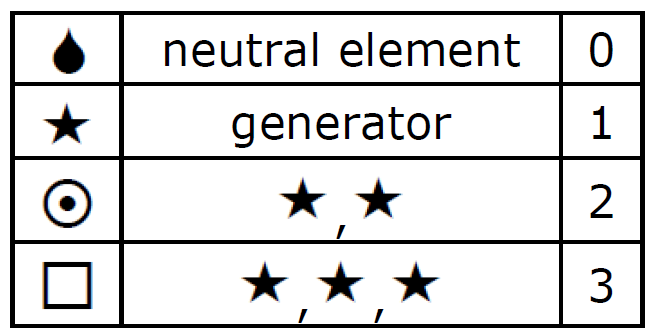 neutral element 0
generator 1
★,★ 2
★,★,★ 3